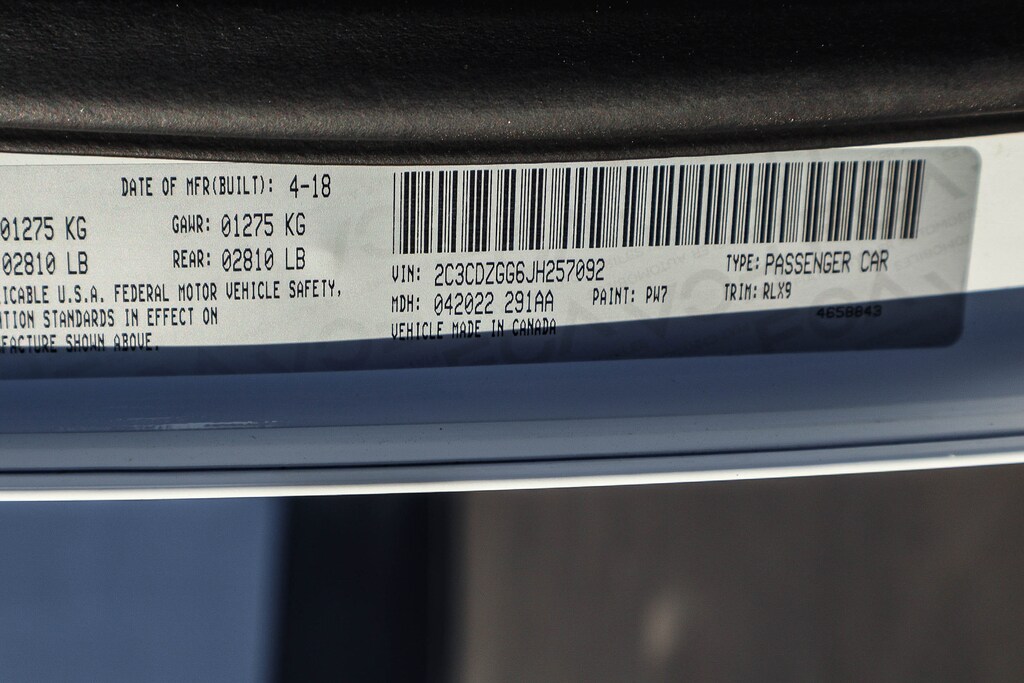 DATE OF MFR(BUILT): 4-18
01275 KG GAWR: 01275 KG
02810 LB REAR: 02810 LB
ICABLE U.S.A. FEDERAL MOTOR VEHICLE SAFETY,
TION STANDARDS IN EFFECT ON
FACTURE SHOWN ABOVE.
VIN: 2C3CDZGG6JH257092 TYPE: PASSENGER CAR
MDH: 042022 291AA PAINT: PW7 TRIM: RLX9
4658843
VEHICLE MADE IN CANADA